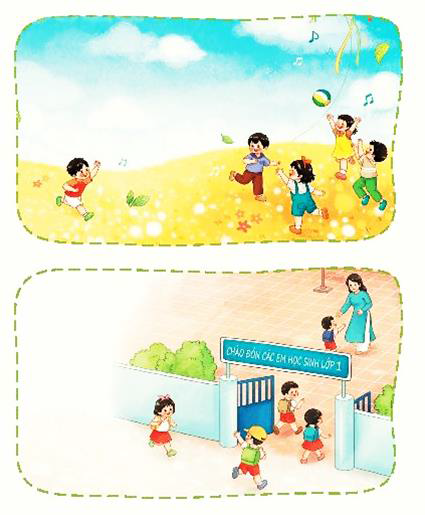 CHÀO ĐÓN CÁC EM HỌC SINH LỚP 1